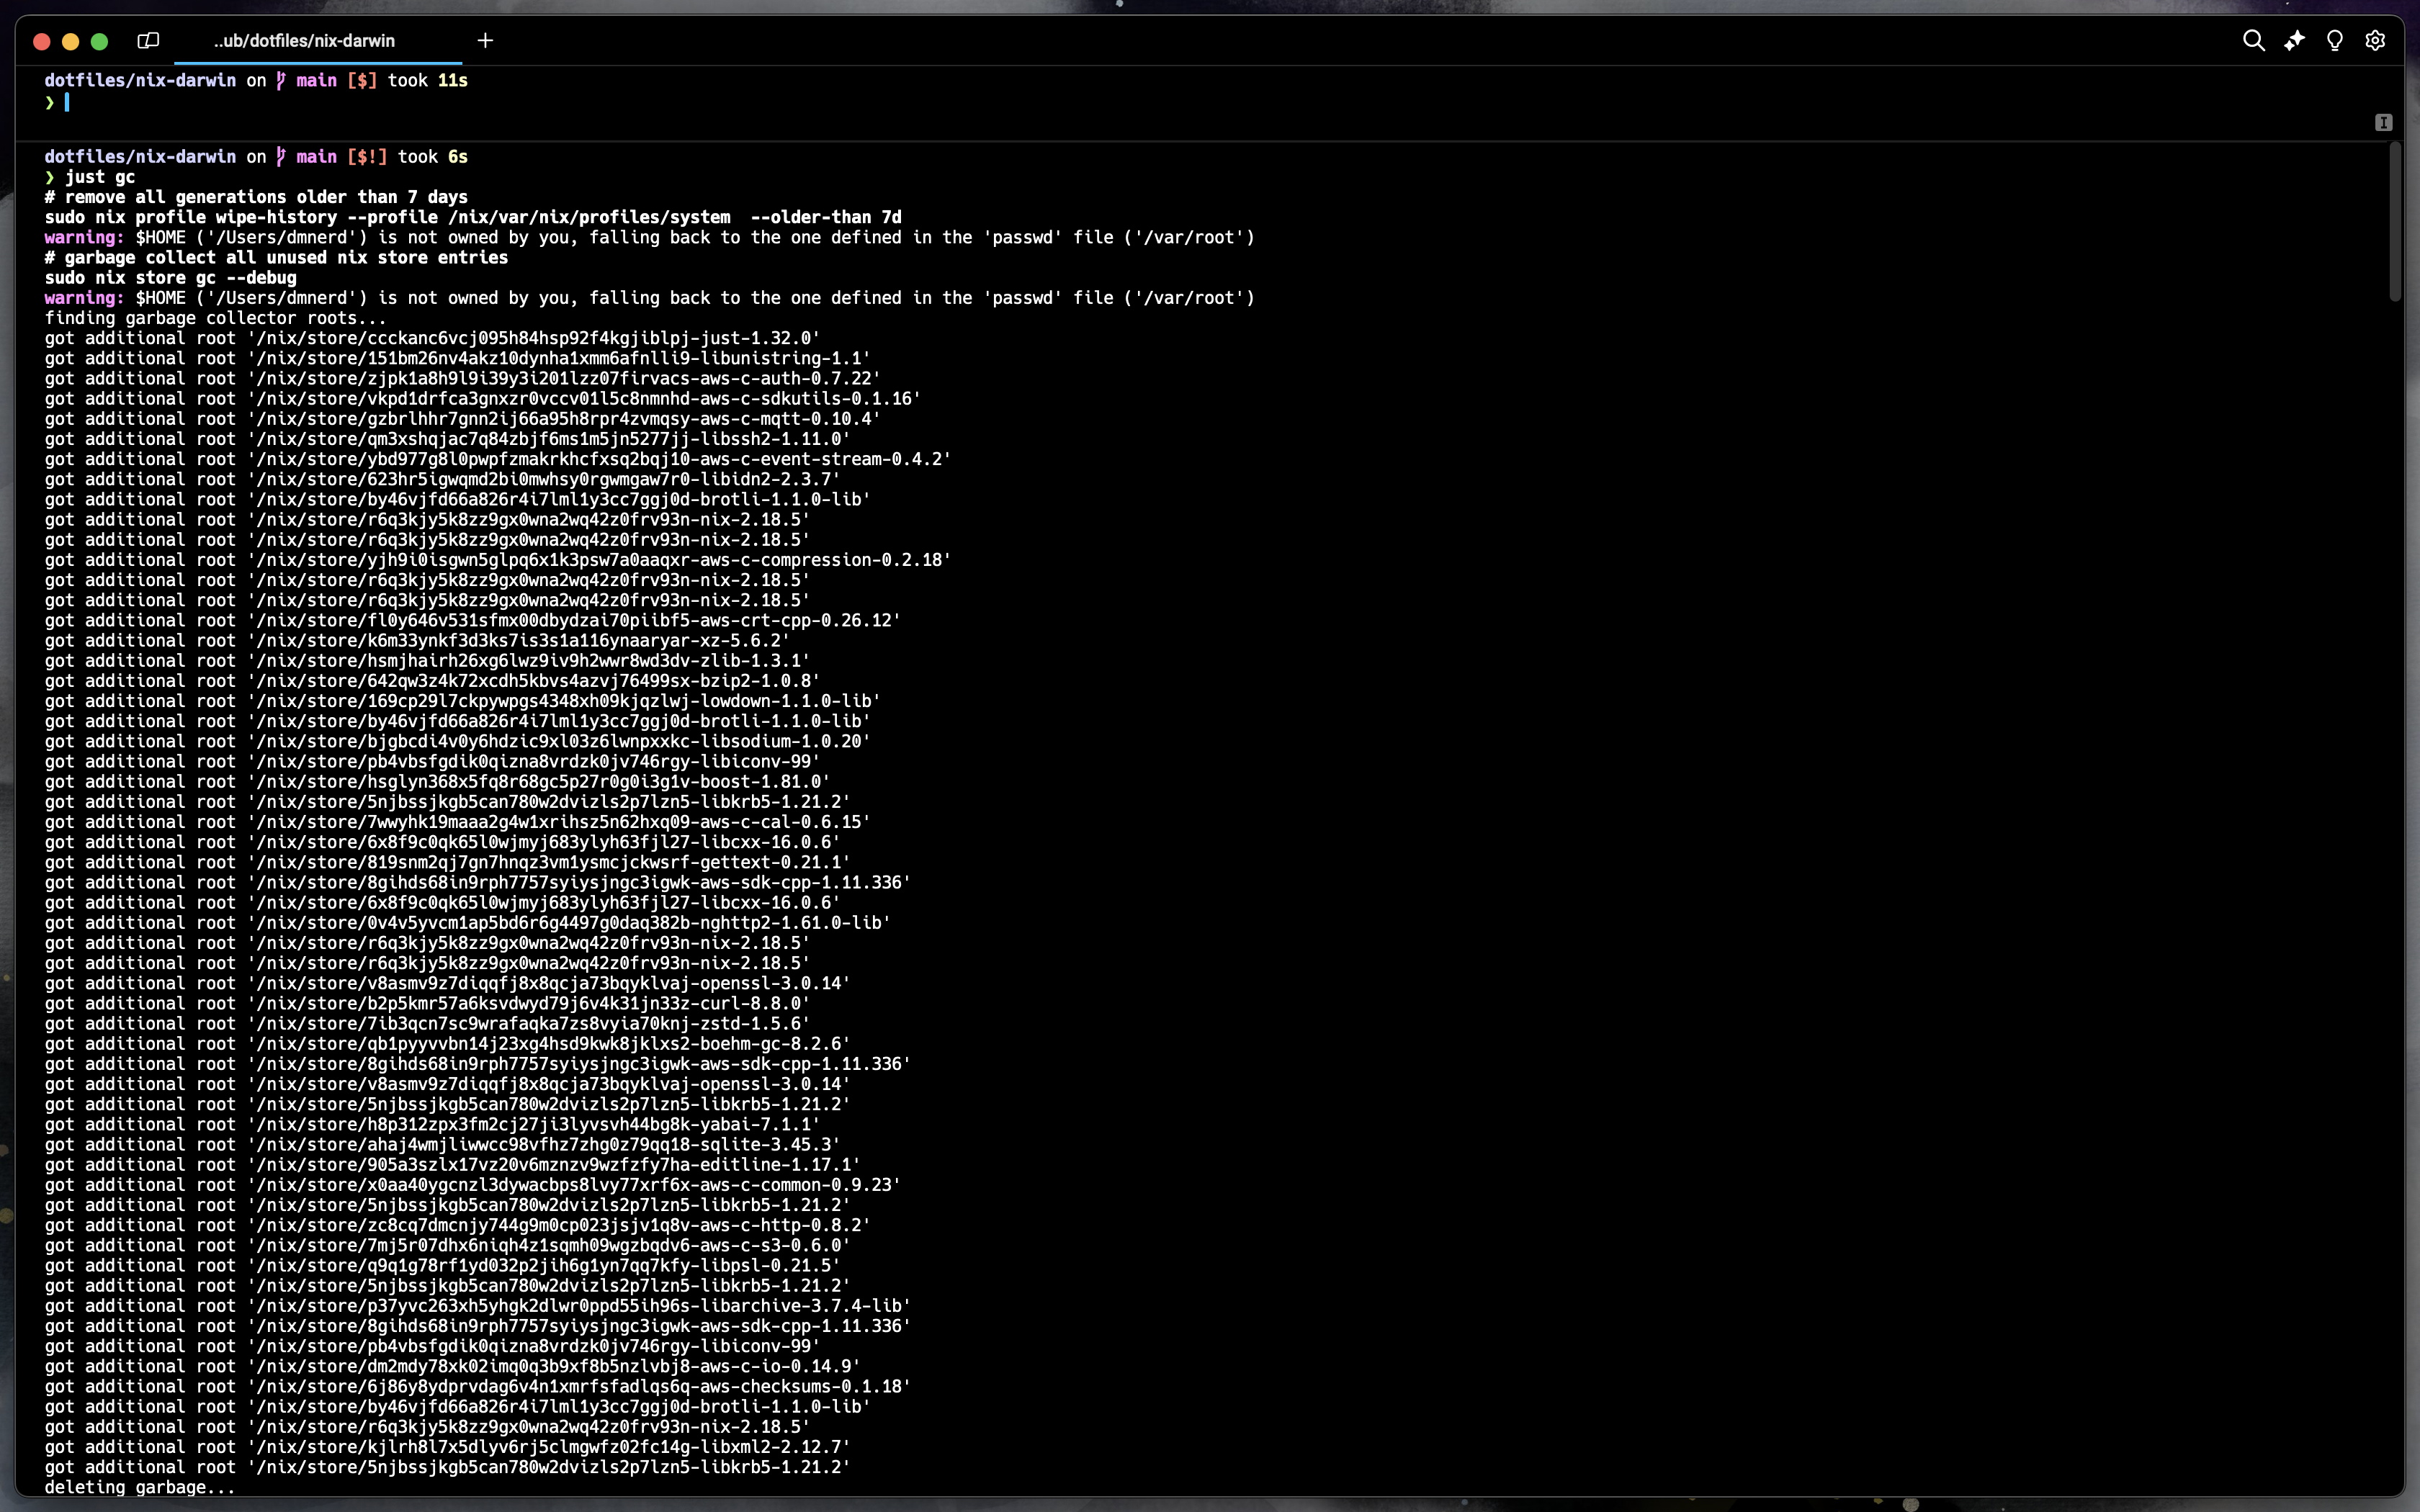 ..ub/dotfiles/nix-darwin
dotfiles/nix-darwin on main [$] took 11s
❯
dotfiles/nix-darwin on main [$!] took 6s
❯ just gc
# remove all generations older than 7 days
sudo nix profile wipe-history --profile /nix/var/nix/profiles/system  --older-than 7d
warning: $HOME ('/Users/dmnerd') is not owned by you, falling back to the one defined in the 'passwd' file ('/var/root')
# garbage collect all unused nix store entries
sudo nix store gc --debug
warning: $HOME ('/Users/dmnerd') is not owned by you, falling back to the one defined in the 'passwd' file ('/var/root')
finding garbage collector roots...
got additional root '/nix/store/ccckanc6vcj095h84hsp92f4kgjiblpj-just-1.32.0'
got additional root '/nix/store/151bm26nv4akz10dynha1xmm6afnlli9-libunistring-1.1'
got additional root '/nix/store/zjpk1a8h9l9i39y3i201lzz07firvacs-aws-c-auth-0.7.22'
got additional root '/nix/store/vkpd1drfca3gnxzr0vccv01l5c8nmnhd-aws-c-sdkutils-0.1.16'
got additional root '/nix/store/gzbrlhhr7gnn2ij66a95h8rpr4zvmqsy-aws-c-mqtt-0.10.4'
got additional root '/nix/store/qm3xshqjac7q84zbjf6ms1m5jn5277jj-libssh2-1.11.0'
got additional root '/nix/store/ybd977g8l0pwpfzmakrkhcfxsq2bqj10-aws-c-event-stream-0.4.2'
got additional root '/nix/store/623hr5igwqmd2bi0mwhsy0rgwmgaw7r0-libidn2-2.3.7'
got additional root '/nix/store/by46vjfd66a826r4i7lml1y3cc7ggj0d-brotli-1.1.0-lib'
got additional root '/nix/store/r6q3kjy5k8zz9gx0wna2wq42z0frv93n-nix-2.18.5'
got additional root '/nix/store/r6q3kjy5k8zz9gx0wna2wq42z0frv93n-nix-2.18.5'
got additional root '/nix/store/yjh9i0isgwn5glpq6x1k3psw7a0aaqxr-aws-c-compression-0.2.18'
got additional root '/nix/store/r6q3kjy5k8zz9gx0wna2wq42z0frv93n-nix-2.18.5'
got additional root '/nix/store/r6q3kjy5k8zz9gx0wna2wq42z0frv93n-nix-2.18.5'
got additional root '/nix/store/fl0y646v531sfmx00dbydzai70piibf5-aws-crt-cpp-0.26.12'
got additional root '/nix/store/k6m33ynkf3d3ks7is3s1a116ynaaryar-xz-5.6.2'
got additional root '/nix/store/hsmjhairh26xg6lwz9iv9h2wwr8wd3dv-zlib-1.3.1'
got additional root '/nix/store/642qw3z4k72xcdh5kbvs4azvj76499sx-bzip2-1.0.8'
got additional root '/nix/store/169cp29l7ckpywpgs4348xh09kjqzlwj-lowdown-1.1.0-lib'
got additional root '/nix/store/by46vjfd66a826r4i7lml1y3cc7ggj0d-brotli-1.1.0-lib'
got additional root '/nix/store/bjgbcdi4v0y6hdzic9xl03z6lwnpxxkc-libsodium-1.0.20'
got additional root '/nix/store/pb4vbsfgdik0qizna8vrdzk0jv746rgy-libiconv-99'
got additional root '/nix/store/hsglyn368x5fq8r68gc5p27r0g0i3g1v-boost-1.81.0'
got additional root '/nix/store/5njbssjkgb5can780w2dvizls2p7lzn5-libkrb5-1.21.2'
got additional root '/nix/store/7wwyhk19maaa2g4w1xrihsz5n62hxq09-aws-c-cal-0.6.15'
got additional root '/nix/store/6x8f9c0qk65l0wjmyj683ylyh63fjl27-libcxx-16.0.6'
got additional root '/nix/store/819snm2qj7gn7hnqz3vm1ysmcjckwsrf-gettext-0.21.1'
got additional root '/nix/store/8gihds68in9rph7757syiysjngc3igwk-aws-sdk-cpp-1.11.336'
got additional root '/nix/store/6x8f9c0qk65l0wjmyj683ylyh63fjl27-libcxx-16.0.6'
got additional root '/nix/store/0v4v5yvcm1ap5bd6r6g4497g0daq382b-nghttp2-1.61.0-lib'
got additional root '/nix/store/r6q3kjy5k8zz9gx0wna2wq42z0frv93n-nix-2.18.5'
got additional root '/nix/store/r6q3kjy5k8zz9gx0wna2wq42z0frv93n-nix-2.18.5'
got additional root '/nix/store/v8asmv9z7diqqfj8x8qcja73bqyklvaj-openssl-3.0.14'
got additional root '/nix/store/b2p5kmr57a6ksvdwyd79j6v4k31jn33z-curl-8.8.0'
got additional root '/nix/store/7ib3qcn7sc9wrafaqka7zs8vyia70knj-zstd-1.5.6'
got additional root '/nix/store/qb1pyyvvbn14j23xg4hsd9kwk8jklxs2-boehm-gc-8.2.6'
got additional root '/nix/store/8gihds68in9rph7757syiysjngc3igwk-aws-sdk-cpp-1.11.336'
got additional root '/nix/store/v8asmv9z7diqqfj8x8qcja73bqyklvaj-openssl-3.0.14'
got additional root '/nix/store/5njbssjkgb5can780w2dvizls2p7lzn5-libkrb5-1.21.2'
got additional root '/nix/store/h8p312zpx3fm2cj27ji3lyvsvh44bg8k-yabai-7.1.1'
got additional root '/nix/store/ahaj4wmjliwwcc98vfhz7zhg0z79qq18-sqlite-3.45.3'
got additional root '/nix/store/905a3szlx17vz20v6mznzv9wzfzfy7ha-editline-1.17.1'
got additional root '/nix/store/x0aa40ygcnzl3dywacbps8lvy77xrf6x-aws-c-common-0.9.23'
got additional root '/nix/store/5njbssjkgb5can780w2dvizls2p7lzn5-libkrb5-1.21.2'
got additional root '/nix/store/zc8cq7dmcnjy744g9m0cp023jsjv1q8v-aws-c-http-0.8.2'
got additional root '/nix/store/7mj5r07dhx6niqh4z1sqmh09wgzbqdv6-aws-c-s3-0.6.0'
got additional root '/nix/store/q9q1g78rf1yd032p2jih6g1yn7qq7kfy-libpsl-0.21.5'
got additional root '/nix/store/5njbssjkgb5can780w2dvizls2p7lzn5-libkrb5-1.21.2'
got additional root '/nix/store/p37yvc263xh5yhgk2dlwr0ppd55ih96s-libarchive-3.7.4-lib'
got additional root '/nix/store/8gihds68in9rph7757syiysjngc3igwk-aws-sdk-cpp-1.11.336'
got additional root '/nix/store/pb4vbsfgdik0qizna8vrdzk0jv746rgy-libiconv-99'
got additional root '/nix/store/dm2mdy78xk02imq0q3b9xf8b5nzlvbj8-aws-c-io-0.14.9'
got additional root '/nix/store/6j86y8ydprvdag6v4n1xmrfsfadlqs6q-aws-checksums-0.1.18'
got additional root '/nix/store/by46vjfd66a826r4i7lml1y3cc7ggj0d-brotli-1.1.0-lib'
got additional root '/nix/store/r6q3kjy5k8zz9gx0wna2wq42z0frv93n-nix-2.18.5'
got additional root '/nix/store/kjlrh8l7x5dlyv6rj5clmgwfz02fc14g-libxml2-2.12.7'
got additional root '/nix/store/5njbssjkgb5can780w2dvizls2p7lzn5-libkrb5-1.21.2'
deleting garbage...